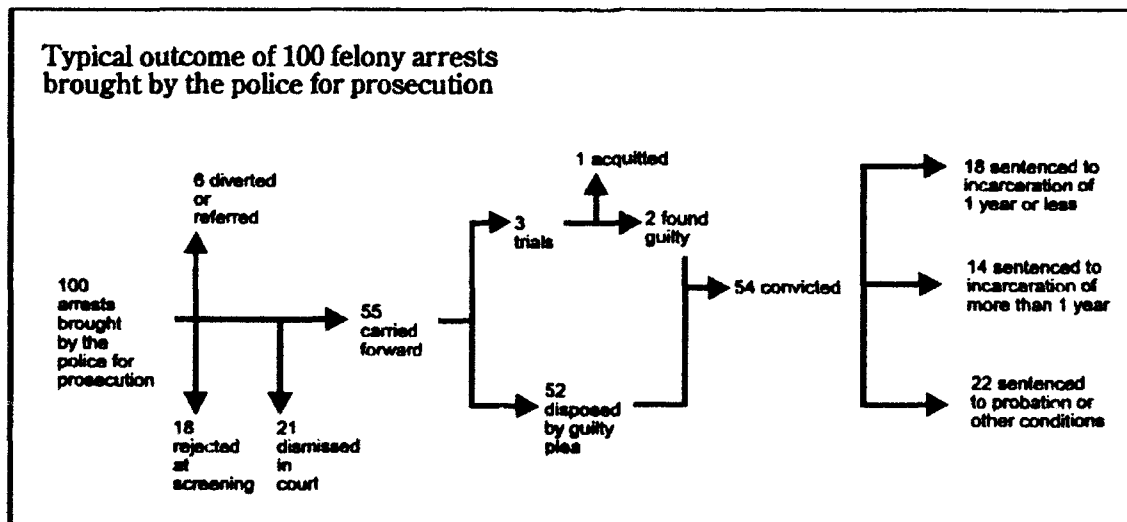 Typical outcome of 100 felony arrests
brought by the police for prosecution
6 diverted
or
referred
100
arrests
brought
by the
police for
prosecution
18
rejected
at
screening
21
dismissed
in
court
55
carried
forward
3
trials
1 acquitted
2 found
guilty
52
disposed
by guilty
plea
54 convicted
18 sentenced to
incarceration of
1 year or less
14 sentenced to
incarceration of
more than 1 year
22 sentenced
to probation or
other conditions